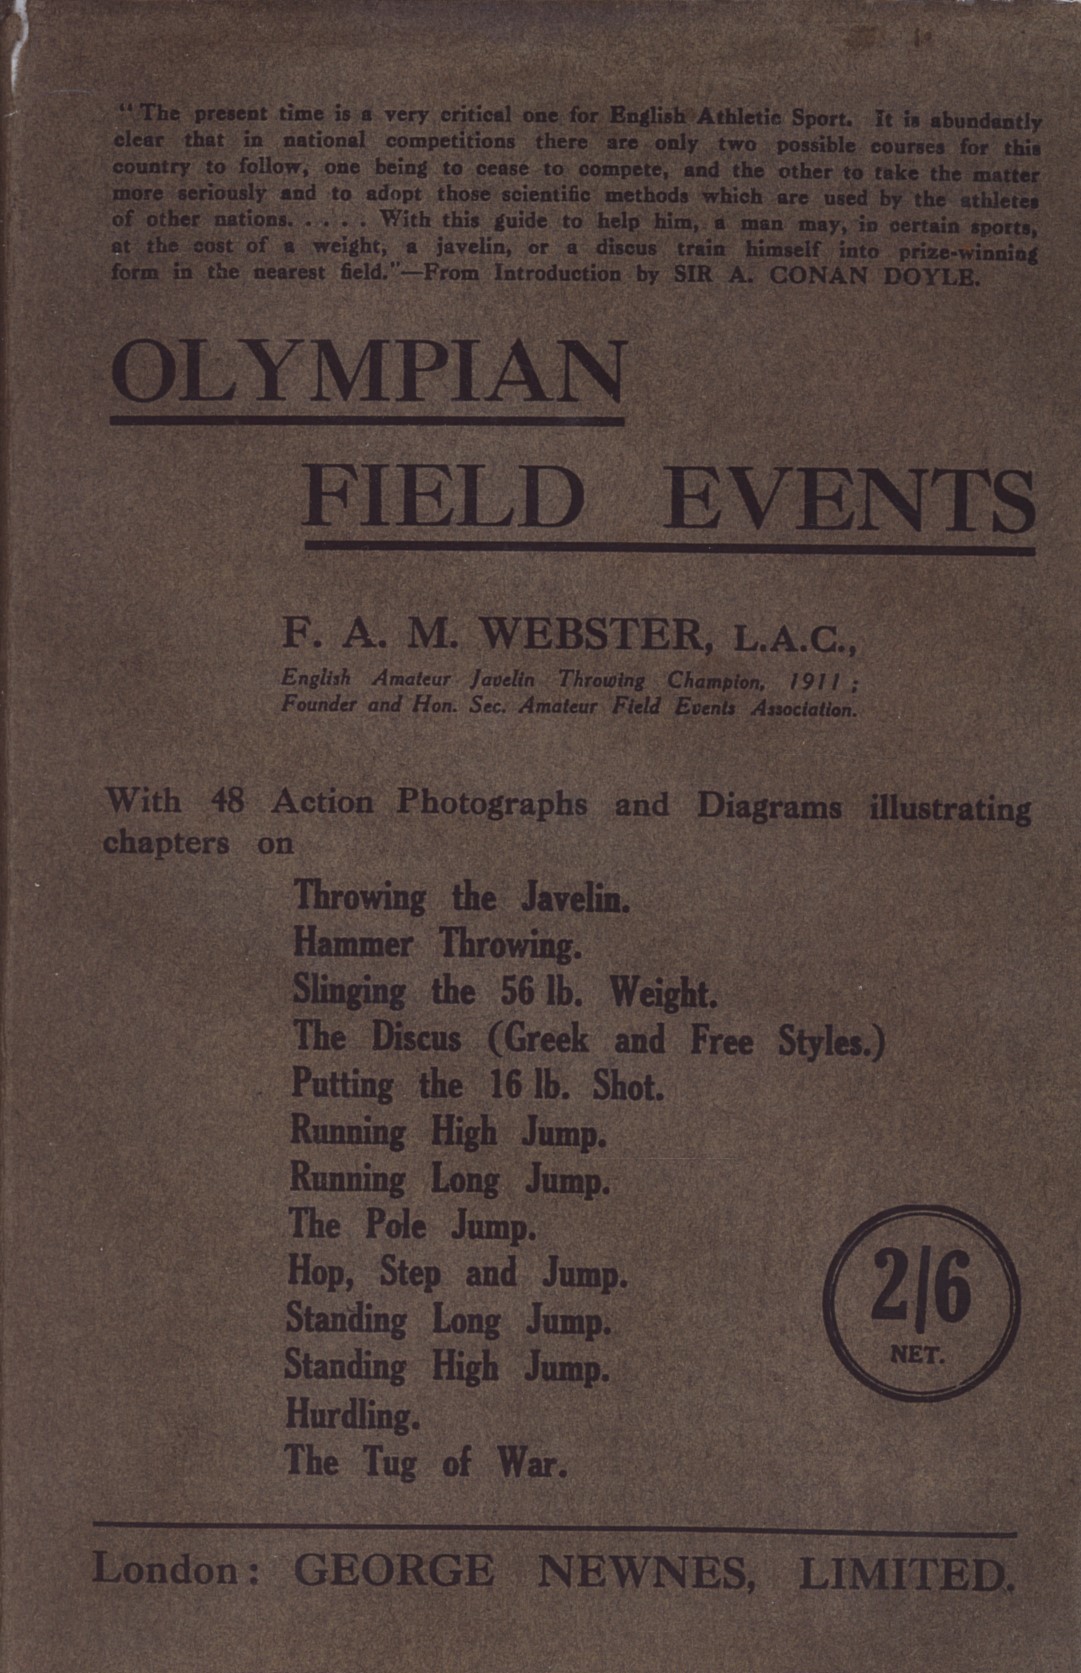 "The present time is a very critical one for English Athletic Sport. It is abundantly
clear that in national competitions there are only two possible courses for this
country to follow, one being to cease to compete, and the other to take the matter
more seriously and to adopt those scientific methods which are used by the athletes
of other nations. . . . . . With this guide to help him, a man may, in certain sports,
at the cost of a weight, a javelin, or a discus train himself into prize-winning
form in the nearest field."—From Introduction by SIR A. CONAN DOYLE.
OLYMPIAN
FIELD EVENTS
F. A. M. WEBSTER, L.A.C.,
English Amateur Javelin Throwing Champion, 1911 ;
Founder and Hon. Sec. Amateur Field Events Association.
With 48 Action Photographs and Diagrams illustrating
chapters on
Throwing the Javelin.
Hammer Throwing.
Slinging the 56 lb. Weight.
The Discus (Greek and Free Styles.)
Putting the 16 lb. Shot.
Running High Jump.
Running Long Jump.
The Pole Jump.
Hop, Step and Jump.
Standing Long Jump.
Standing High Jump.
Hurdling.
The Tug of War.
2/6
NET.
London: GEORGE NEWNES, LIMITED.